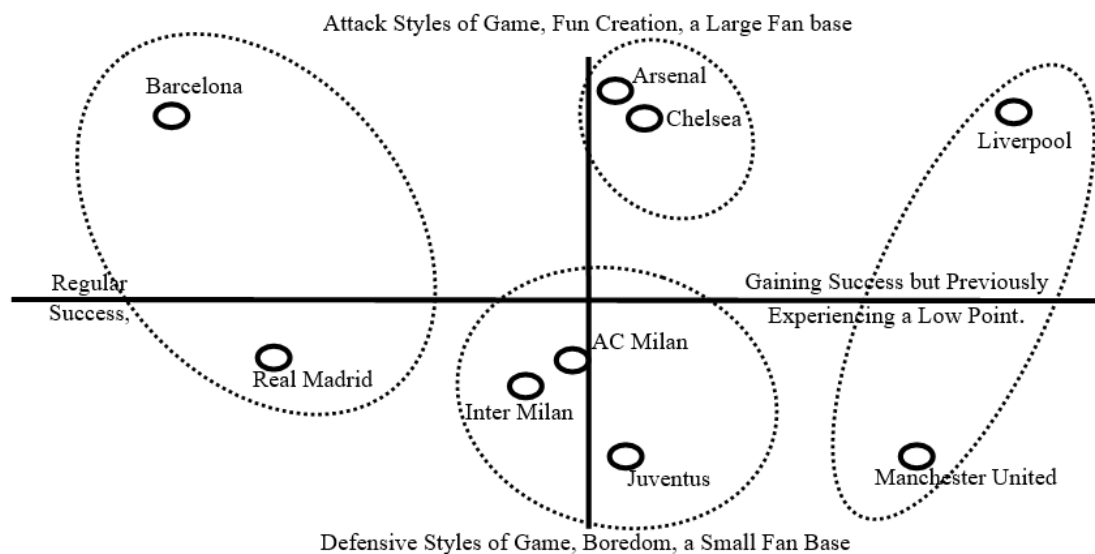 Attack Styles of Game, Fun Creation, a Large Fan base
Barcelona
Arsenal
Chelsea
Liverpool
Regular
Success,
Gaining Success but Previously
Experiencing a Low Point.
AC Milan
Real Madrid
Inter Milan
Juventus
Manchester United
Defensive Styles of Game, Boredom, a Small Fan Base